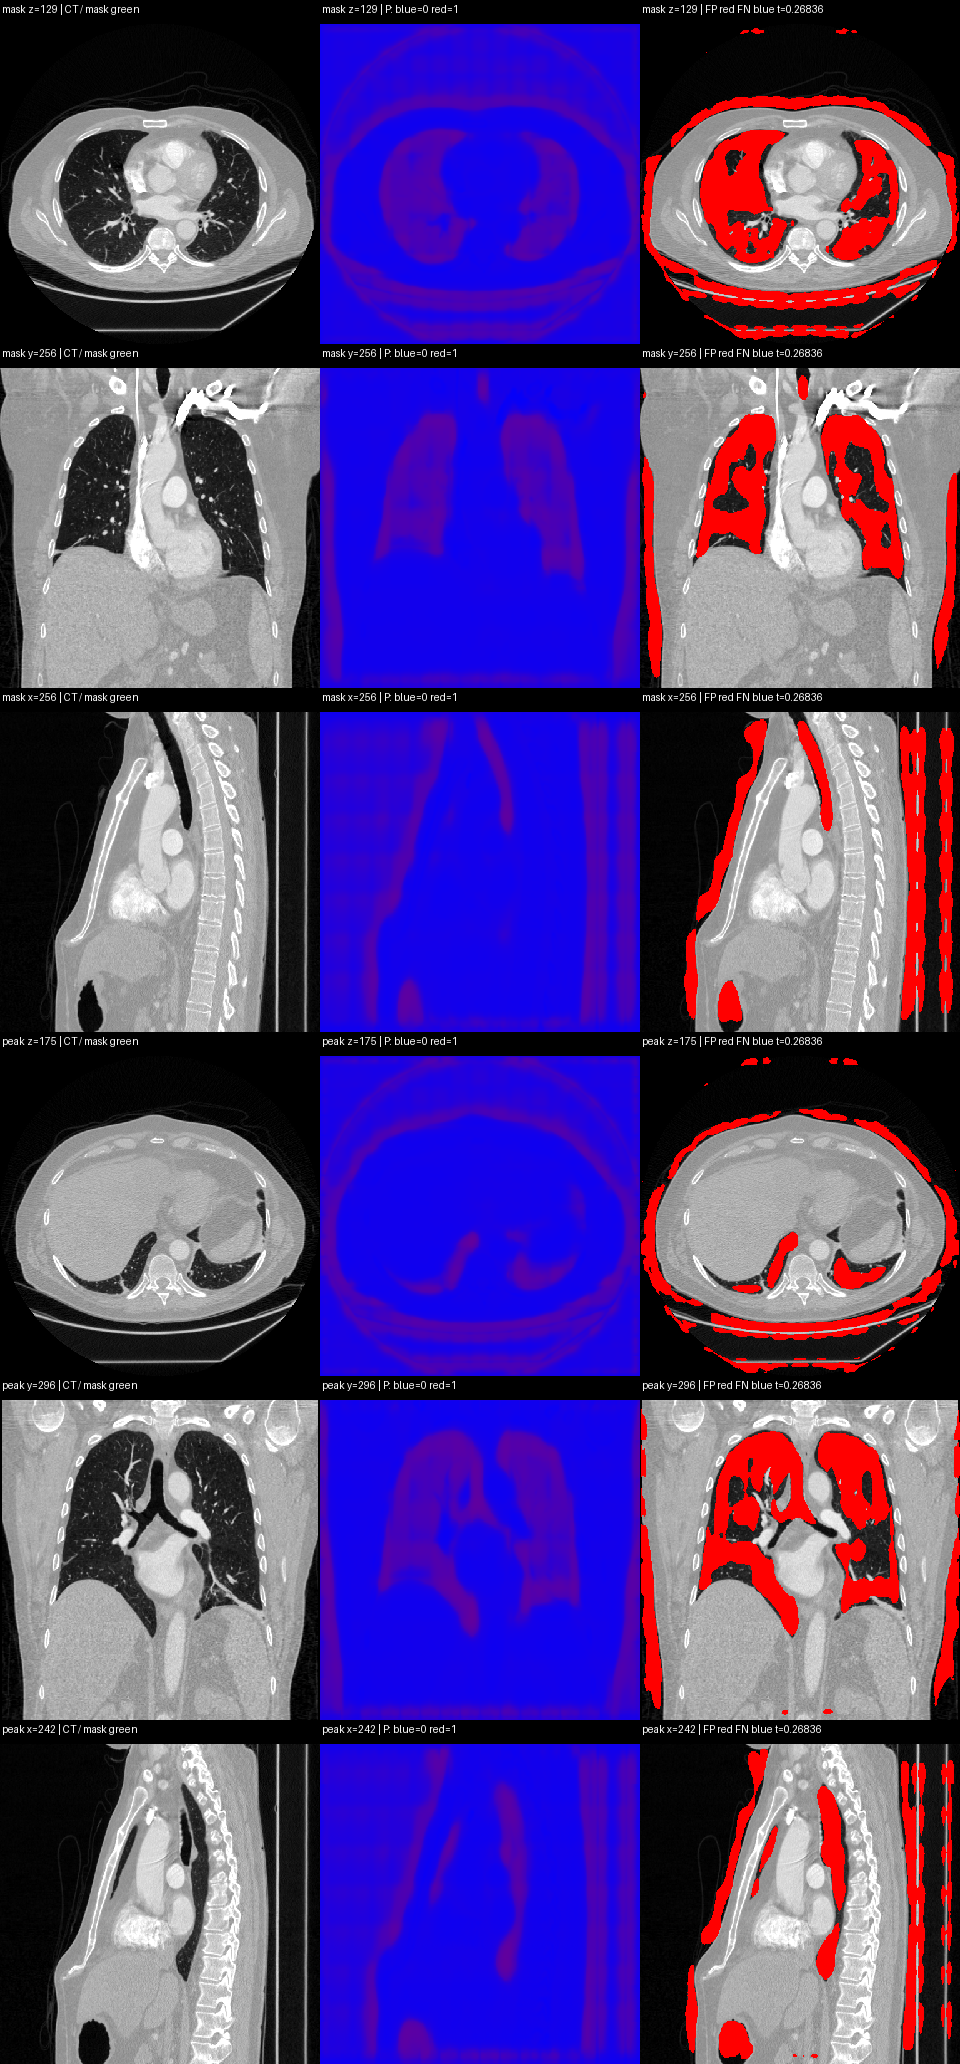 mask z=129 | CT / mask green
mask z=129 | P: blue=0 red=1
mask z=129 | FP red FN blue t=0.26836
mask y=256 | CT / mask green
mask y=256 | P: blue=0 red=1
mask y=256 | FP red FN blue t=0.26836
mask x=256 | CT / mask green
mask x=256 | P: blue=0 red=1
mask x=256 | FP red FN blue t=0.26836
peak z=175 | CT / mask green
peak z=175 | P: blue=0 red=1
peak z=175 | FP red FN blue t=0.26836
peak y=296 | CT / mask green
peak y=296 | P: blue=0 red=1
peak y=296 | FP red FN blue t=0.26836
peak x=242 | CT / mask green
peak x=242 | P: blue=0 red=1
peak x=242 | FP red FN blue t=0.26836